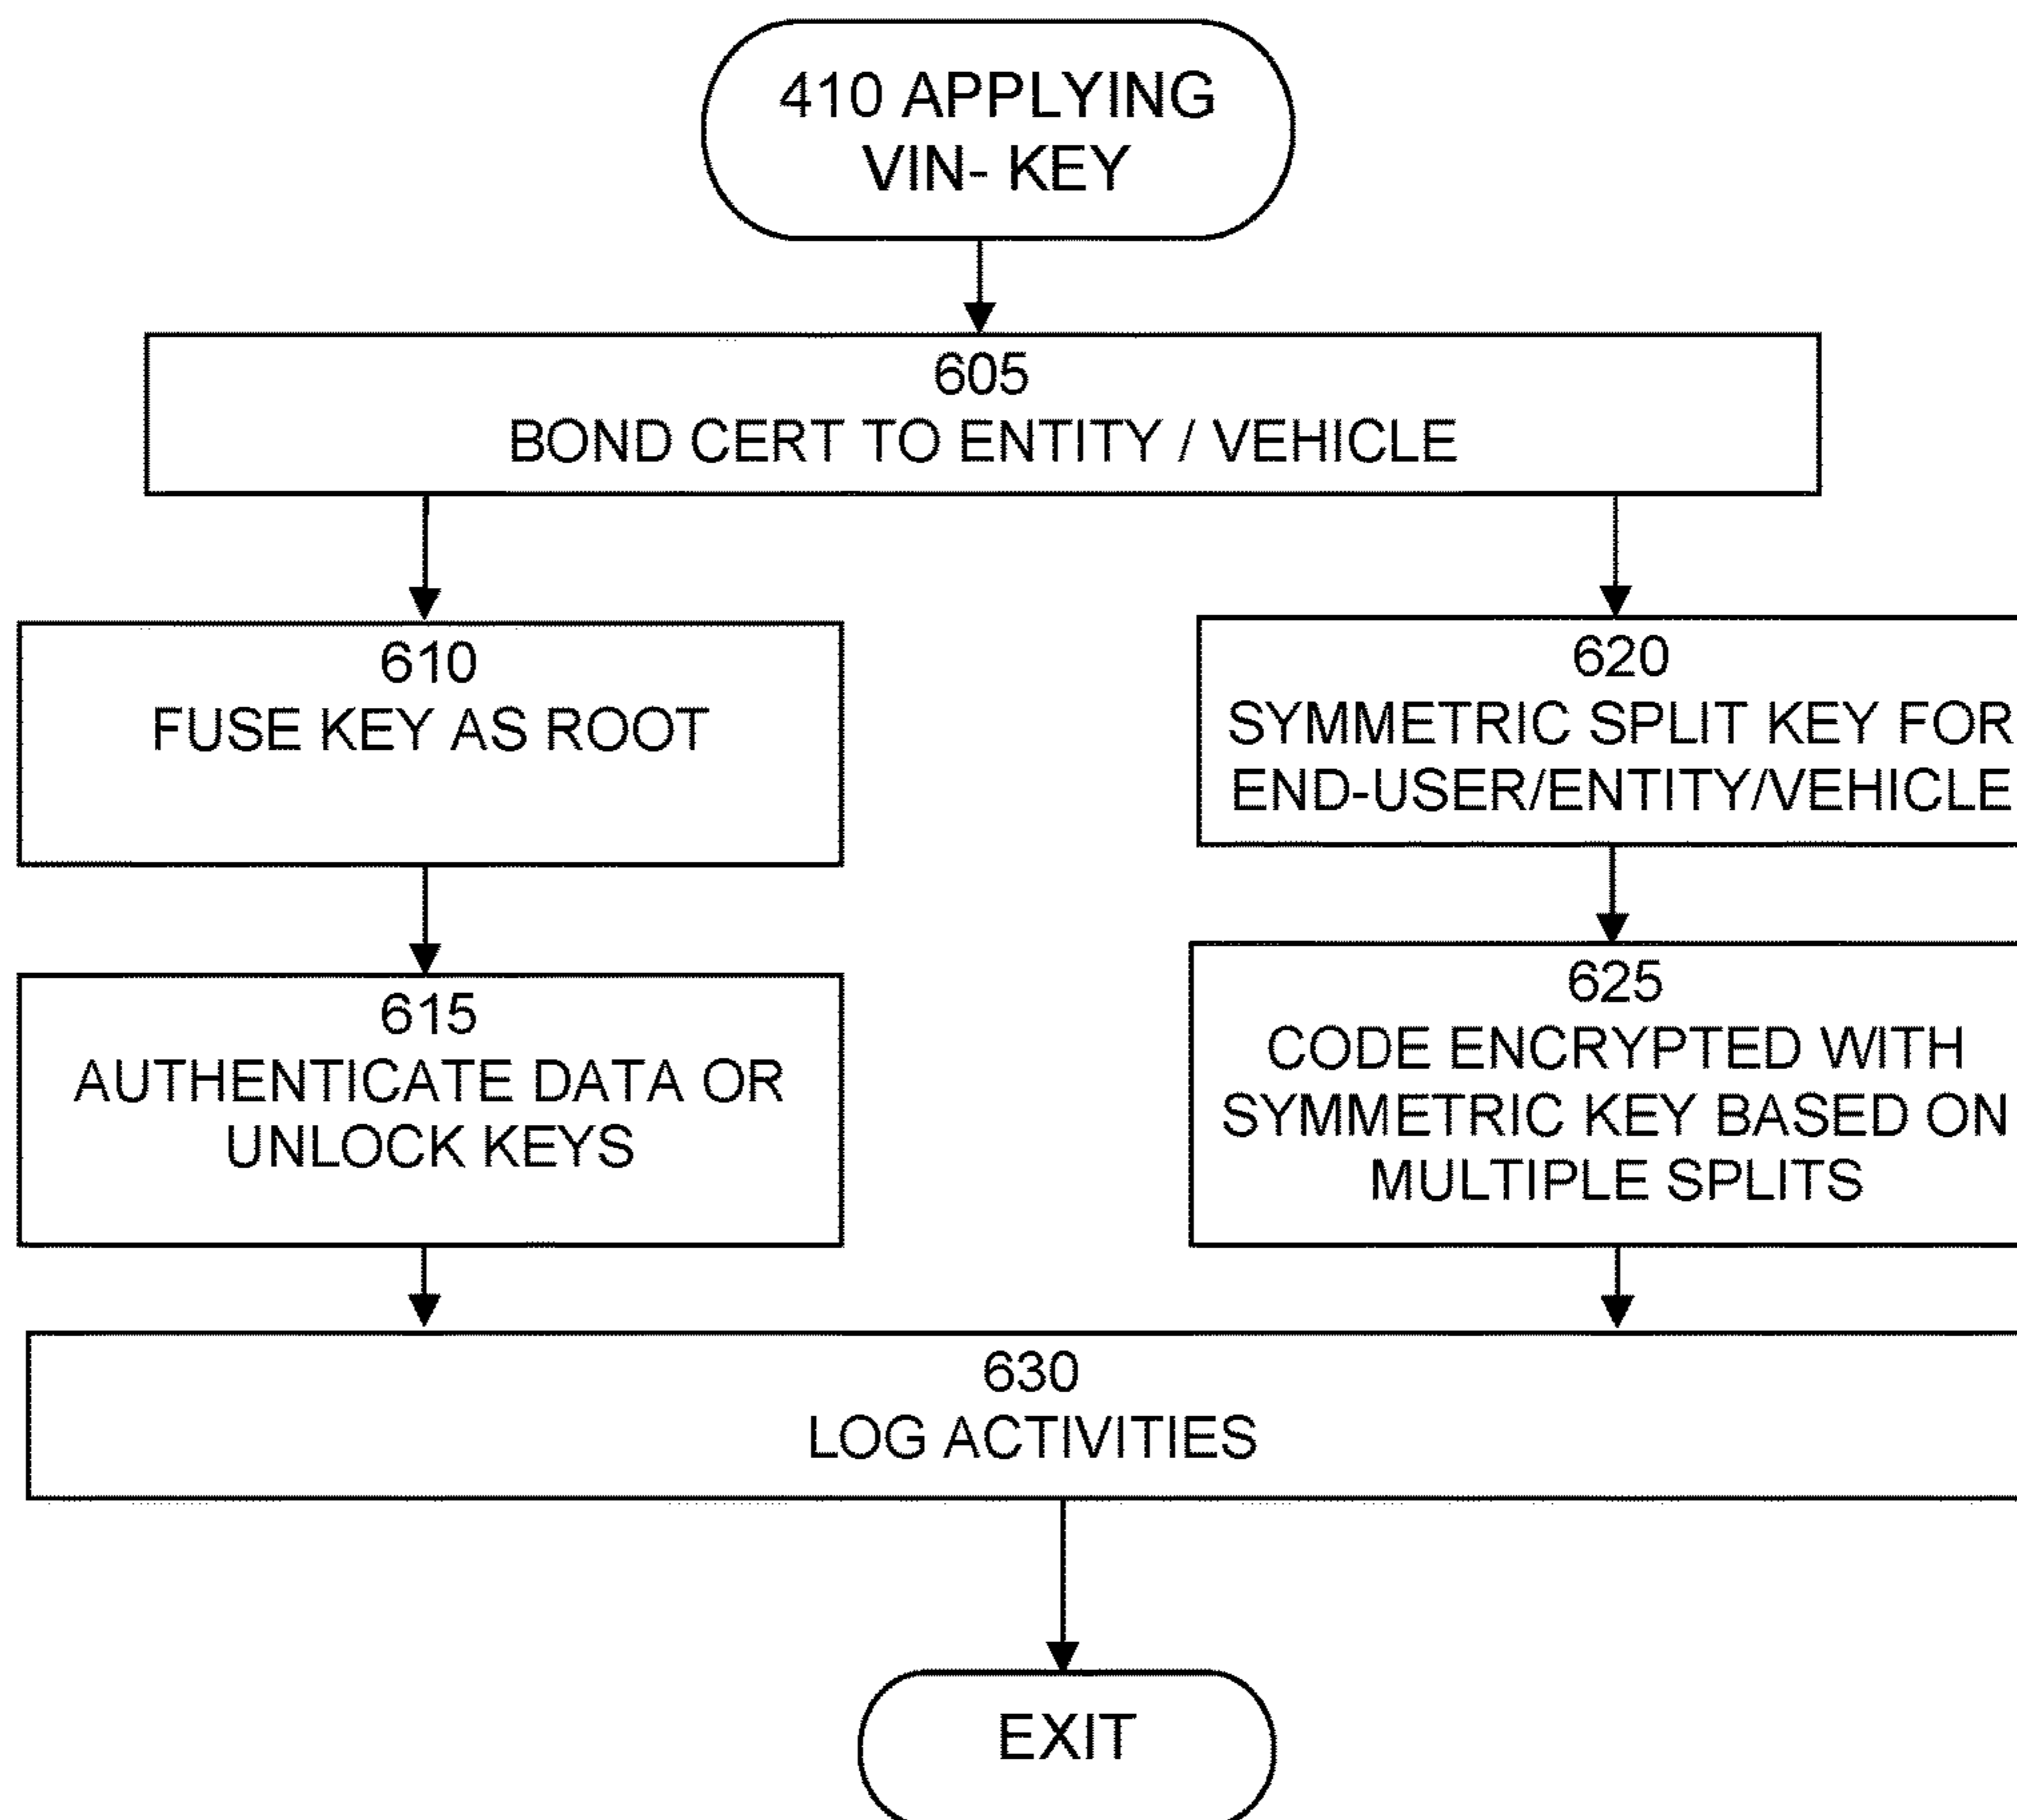 410 APPLYING
VIN- KEY
605
BOND CERT TO ENTITY / VEHICLE
610
FUSE KEY AS ROOT
615
AUTHENTICATE DATA OR
UNLOCK KEYS
620
SYMMETRIC SPLIT KEY FOR
END-USER/ENTITY/VEHICLE
625
CODE ENCRYPTED WITH
SYMMETRIC KEY BASED ON
MULTIPLE SPLITS
630
LOG ACTIVITIES
EXIT